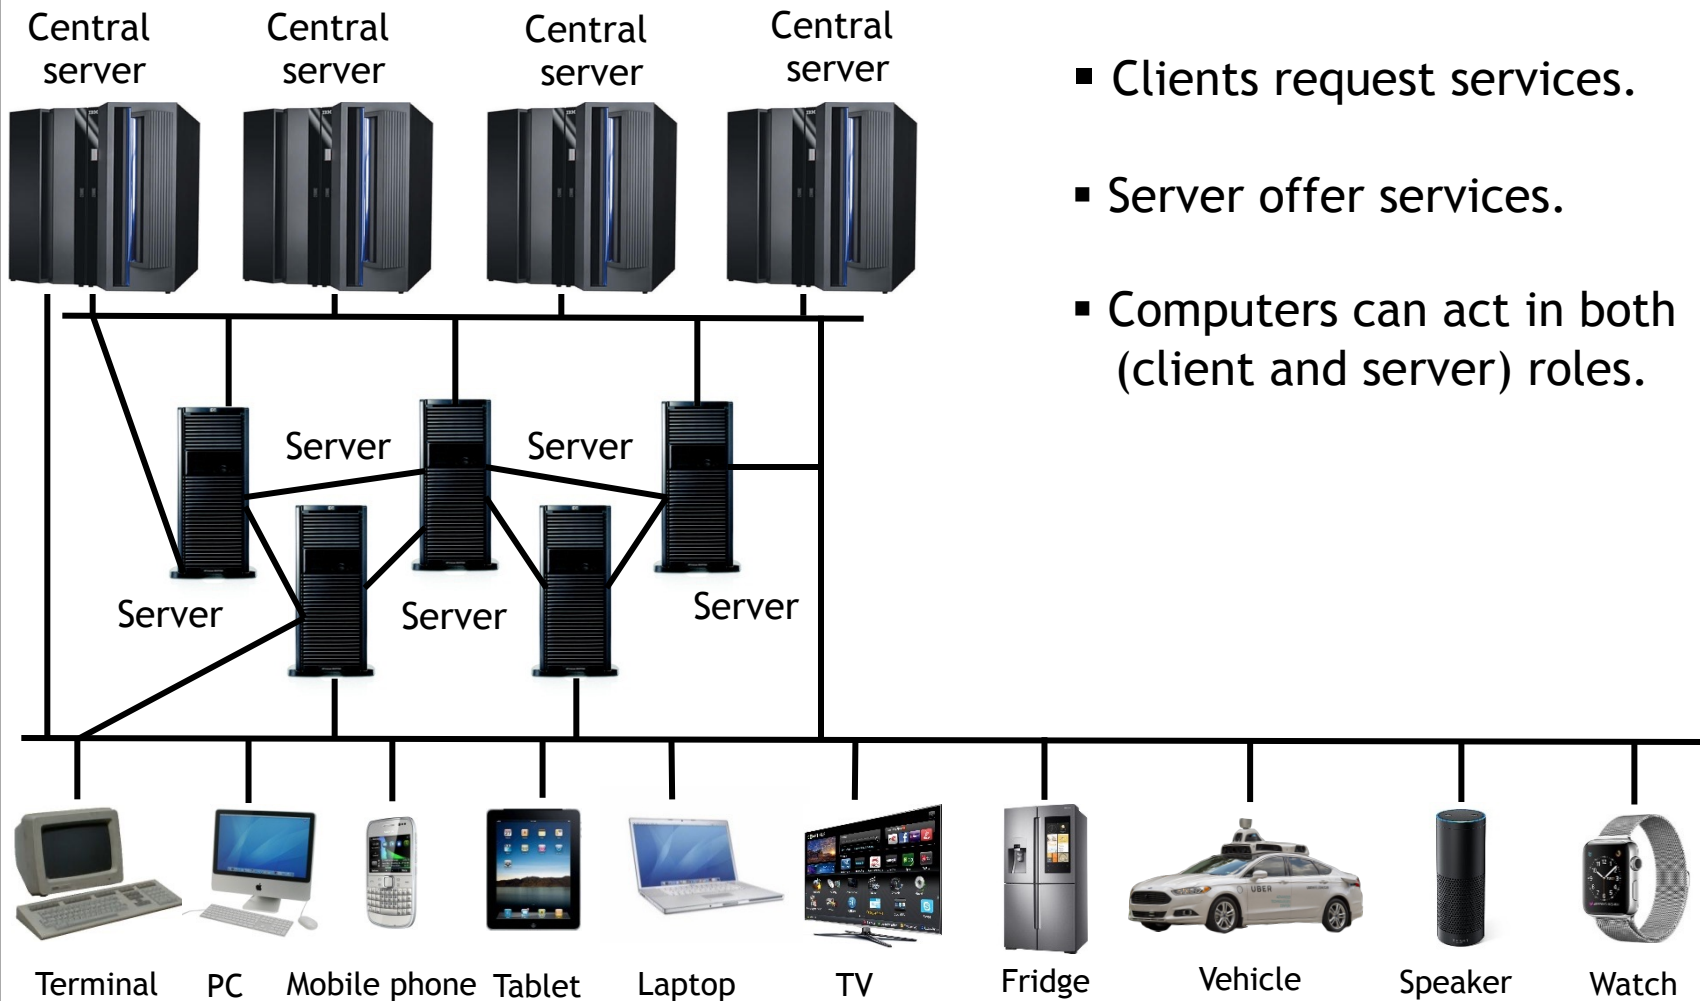 Central
server
Central
server
Central
server
Central
server
▪ Clients request services.
▪ Server offer services.
▪ Computers can act in both
(client and server) roles.
Server
Server
Server
Server
Server
UBER
Terminal
PC
Mobile phone
Tablet
Laptop
TV
Fridge
Vehicle
Speaker
Watch